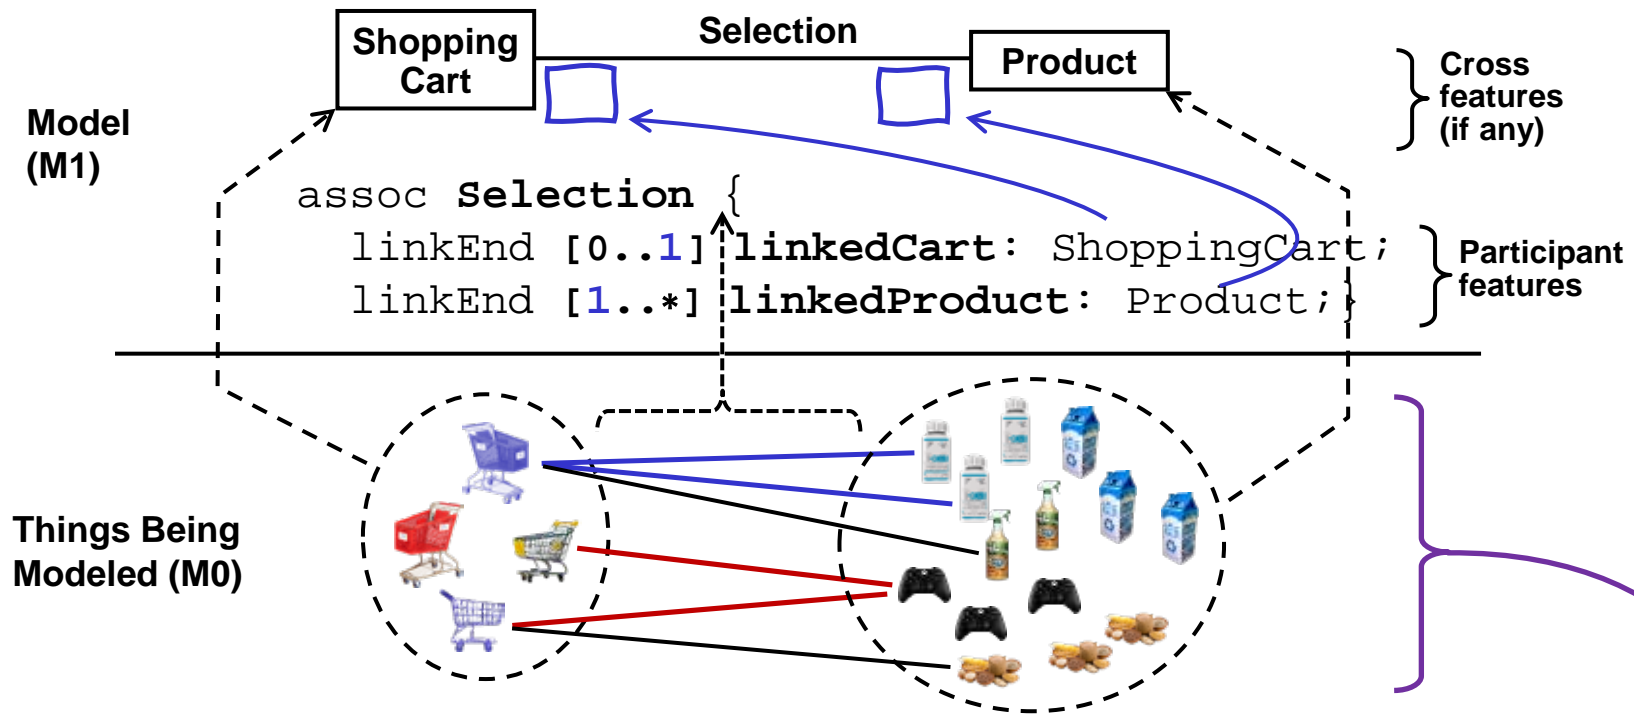 Shopping
Cart
Selection
Product
Cross
features
(if any)
Model
(M1)
assoc Selection {
linkEnd [0..1] linkedCart: ShoppingCart;
linkEnd [1..*] linkedProduct: Product;}
Participant
features
Things Being
Modeled (M0)